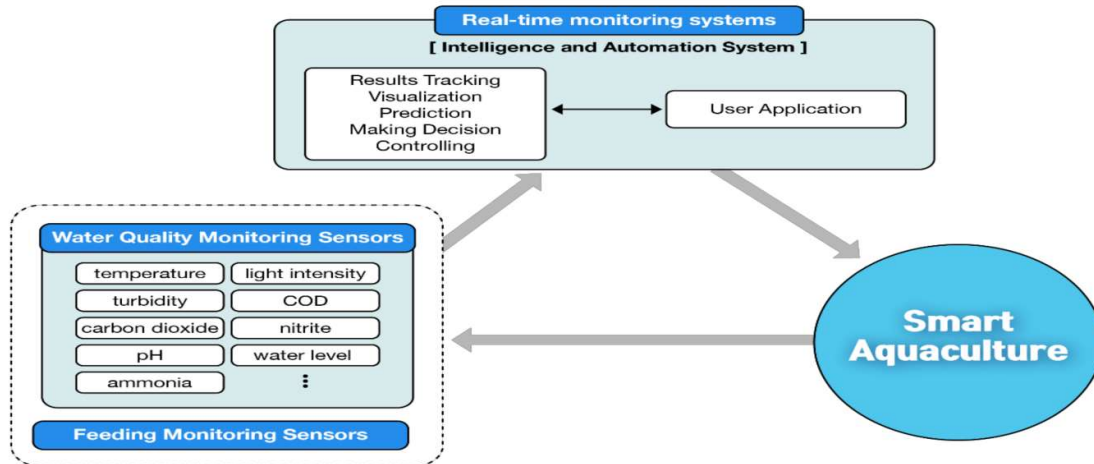 Real-time monitoring systems
[ Intelligence and Automation System ]
Results Tracking
Visualization
Prediction
Making Decision
Controlling
User Application
Water Quality Monitoring Sensors
temperature
light intensity
turbidity
COD
carbon dioxide
nitrite
pH
water level
ammonia
Feeding Monitoring Sensors
Smart
Aquaculture